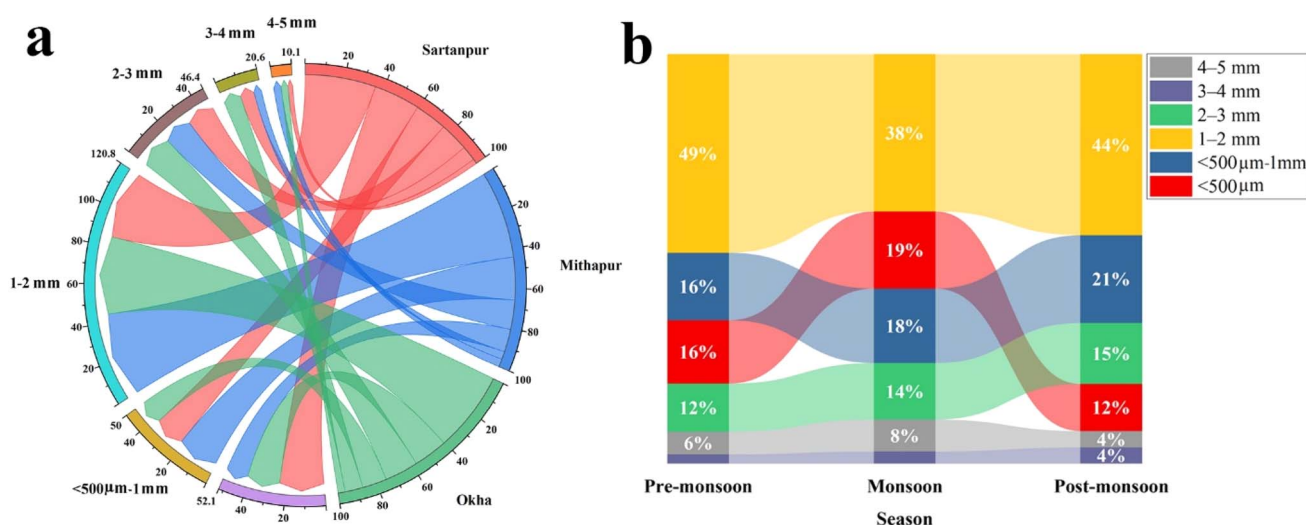 a
4-5 mm
3-4 mm
10.1
20.6
Sartanpur
2-3 mm
46.4
40
20
20
40
60
80
100
120.8
100
80
60
40
20
1-2 mm
20
40
60
80
100
Mithapur
50
40
20
<500µm-1mm
52.1
40
20
100
80
60
40
20
Okha
b
49%
38%
44%
16%
19%
21%
16%
18%
15%
12%
14%
12%
6%
8%
4%
4%
Pre-monsoon
Monsoon
Post-monsoon
Season
4–5 mm
3–4 mm
2–3 mm
1–2 mm
<500µm-1mm
<500µm